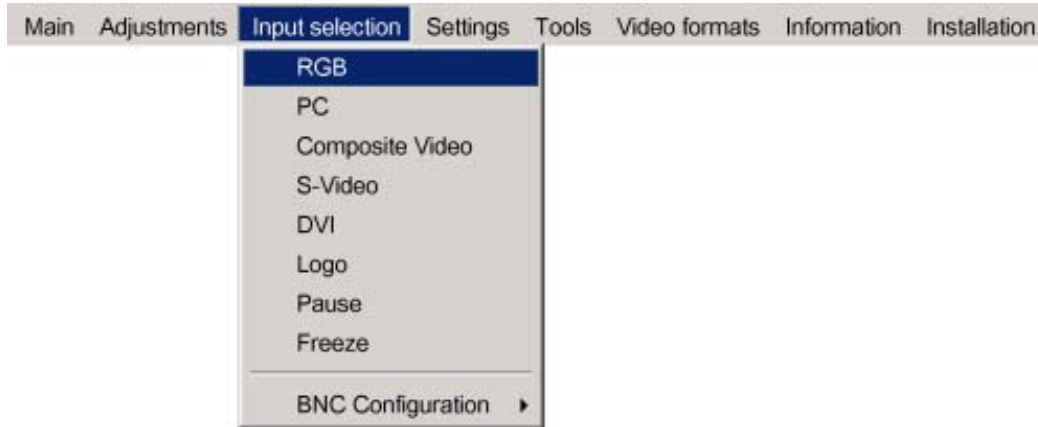 Main Adjustments Input selection Settings Tools Video formats Information Installation
RGB
PC
Composite Video
S-Video
DVI
Logo
Pause
Freeze
BNC Configuration